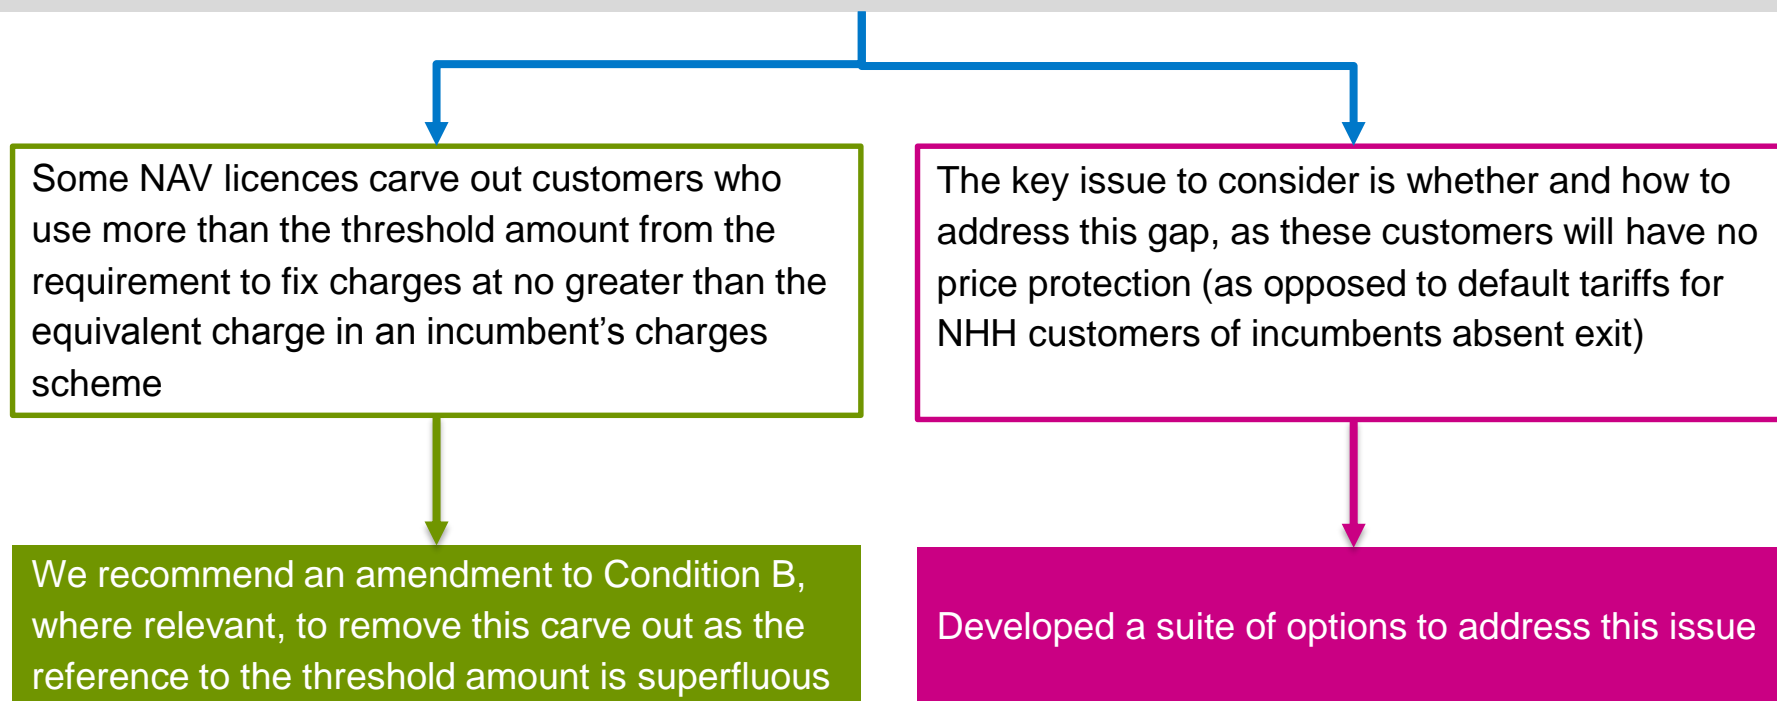 Some NAV licences carve out customers who
use more than the threshold amount from the
requirement to fix charges at no greater than the
equivalent charge in an incumbent’s charges
scheme
The key issue to consider is whether and how to
address this gap, as these customers will have no
price protection (as opposed to default tariffs for
NHH customers of incumbents absent exit)
We recommend an amendment to Condition B,
where relevant, to remove this carve out as the
reference to the threshold amount is superfluous
Developed a suite of options to address this issue